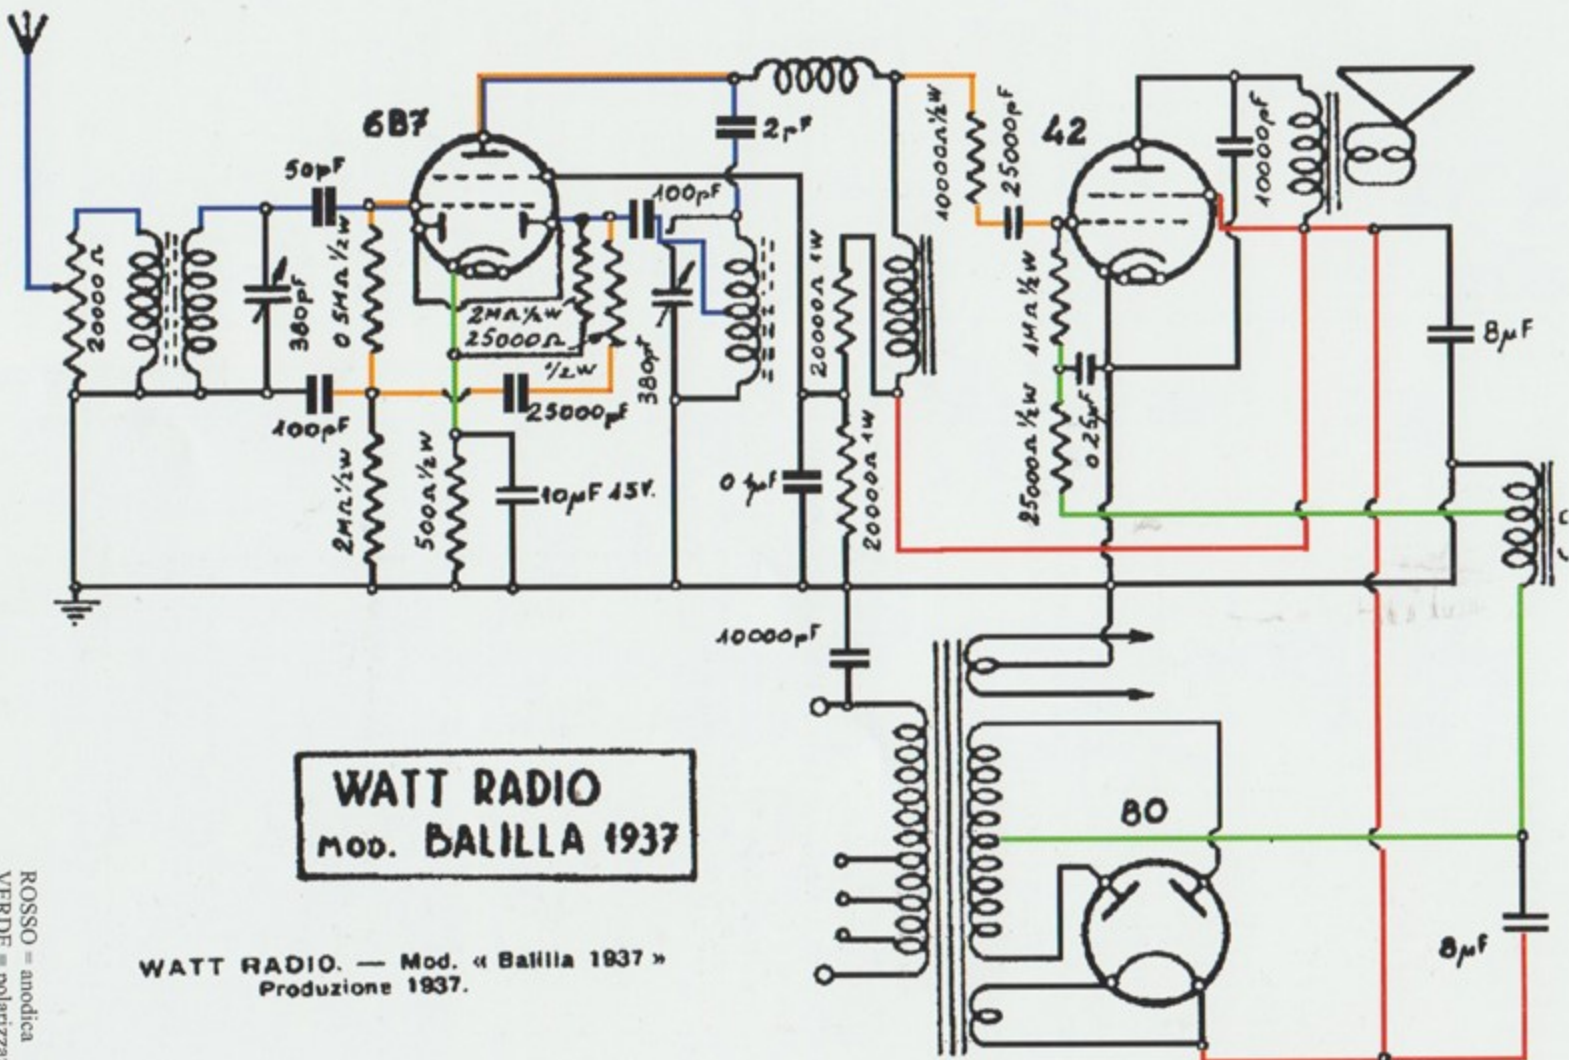 6B7
42
50pF
2pF
100pF
10000Ω ½W
25000pF
10000pF
20000 Ω
380pF
0 5MΩ ½W
2MΩ ½W
25000Ω
½W
380pF
20000Ω 1W
1MΩ ½W
8µF
100pF
25000pF
0 25µF
2MΩ ½W
500Ω ½W
10µF 15V.
0 1µF
20000Ω 1W
25000Ω ½W
10000pF
WATT RADIO
MOD. BALILLA 1937
80
8µF
WATT RADIO. — Mod. « Balilla 1937 »
Produzione 1937.
ROSSO = anodica